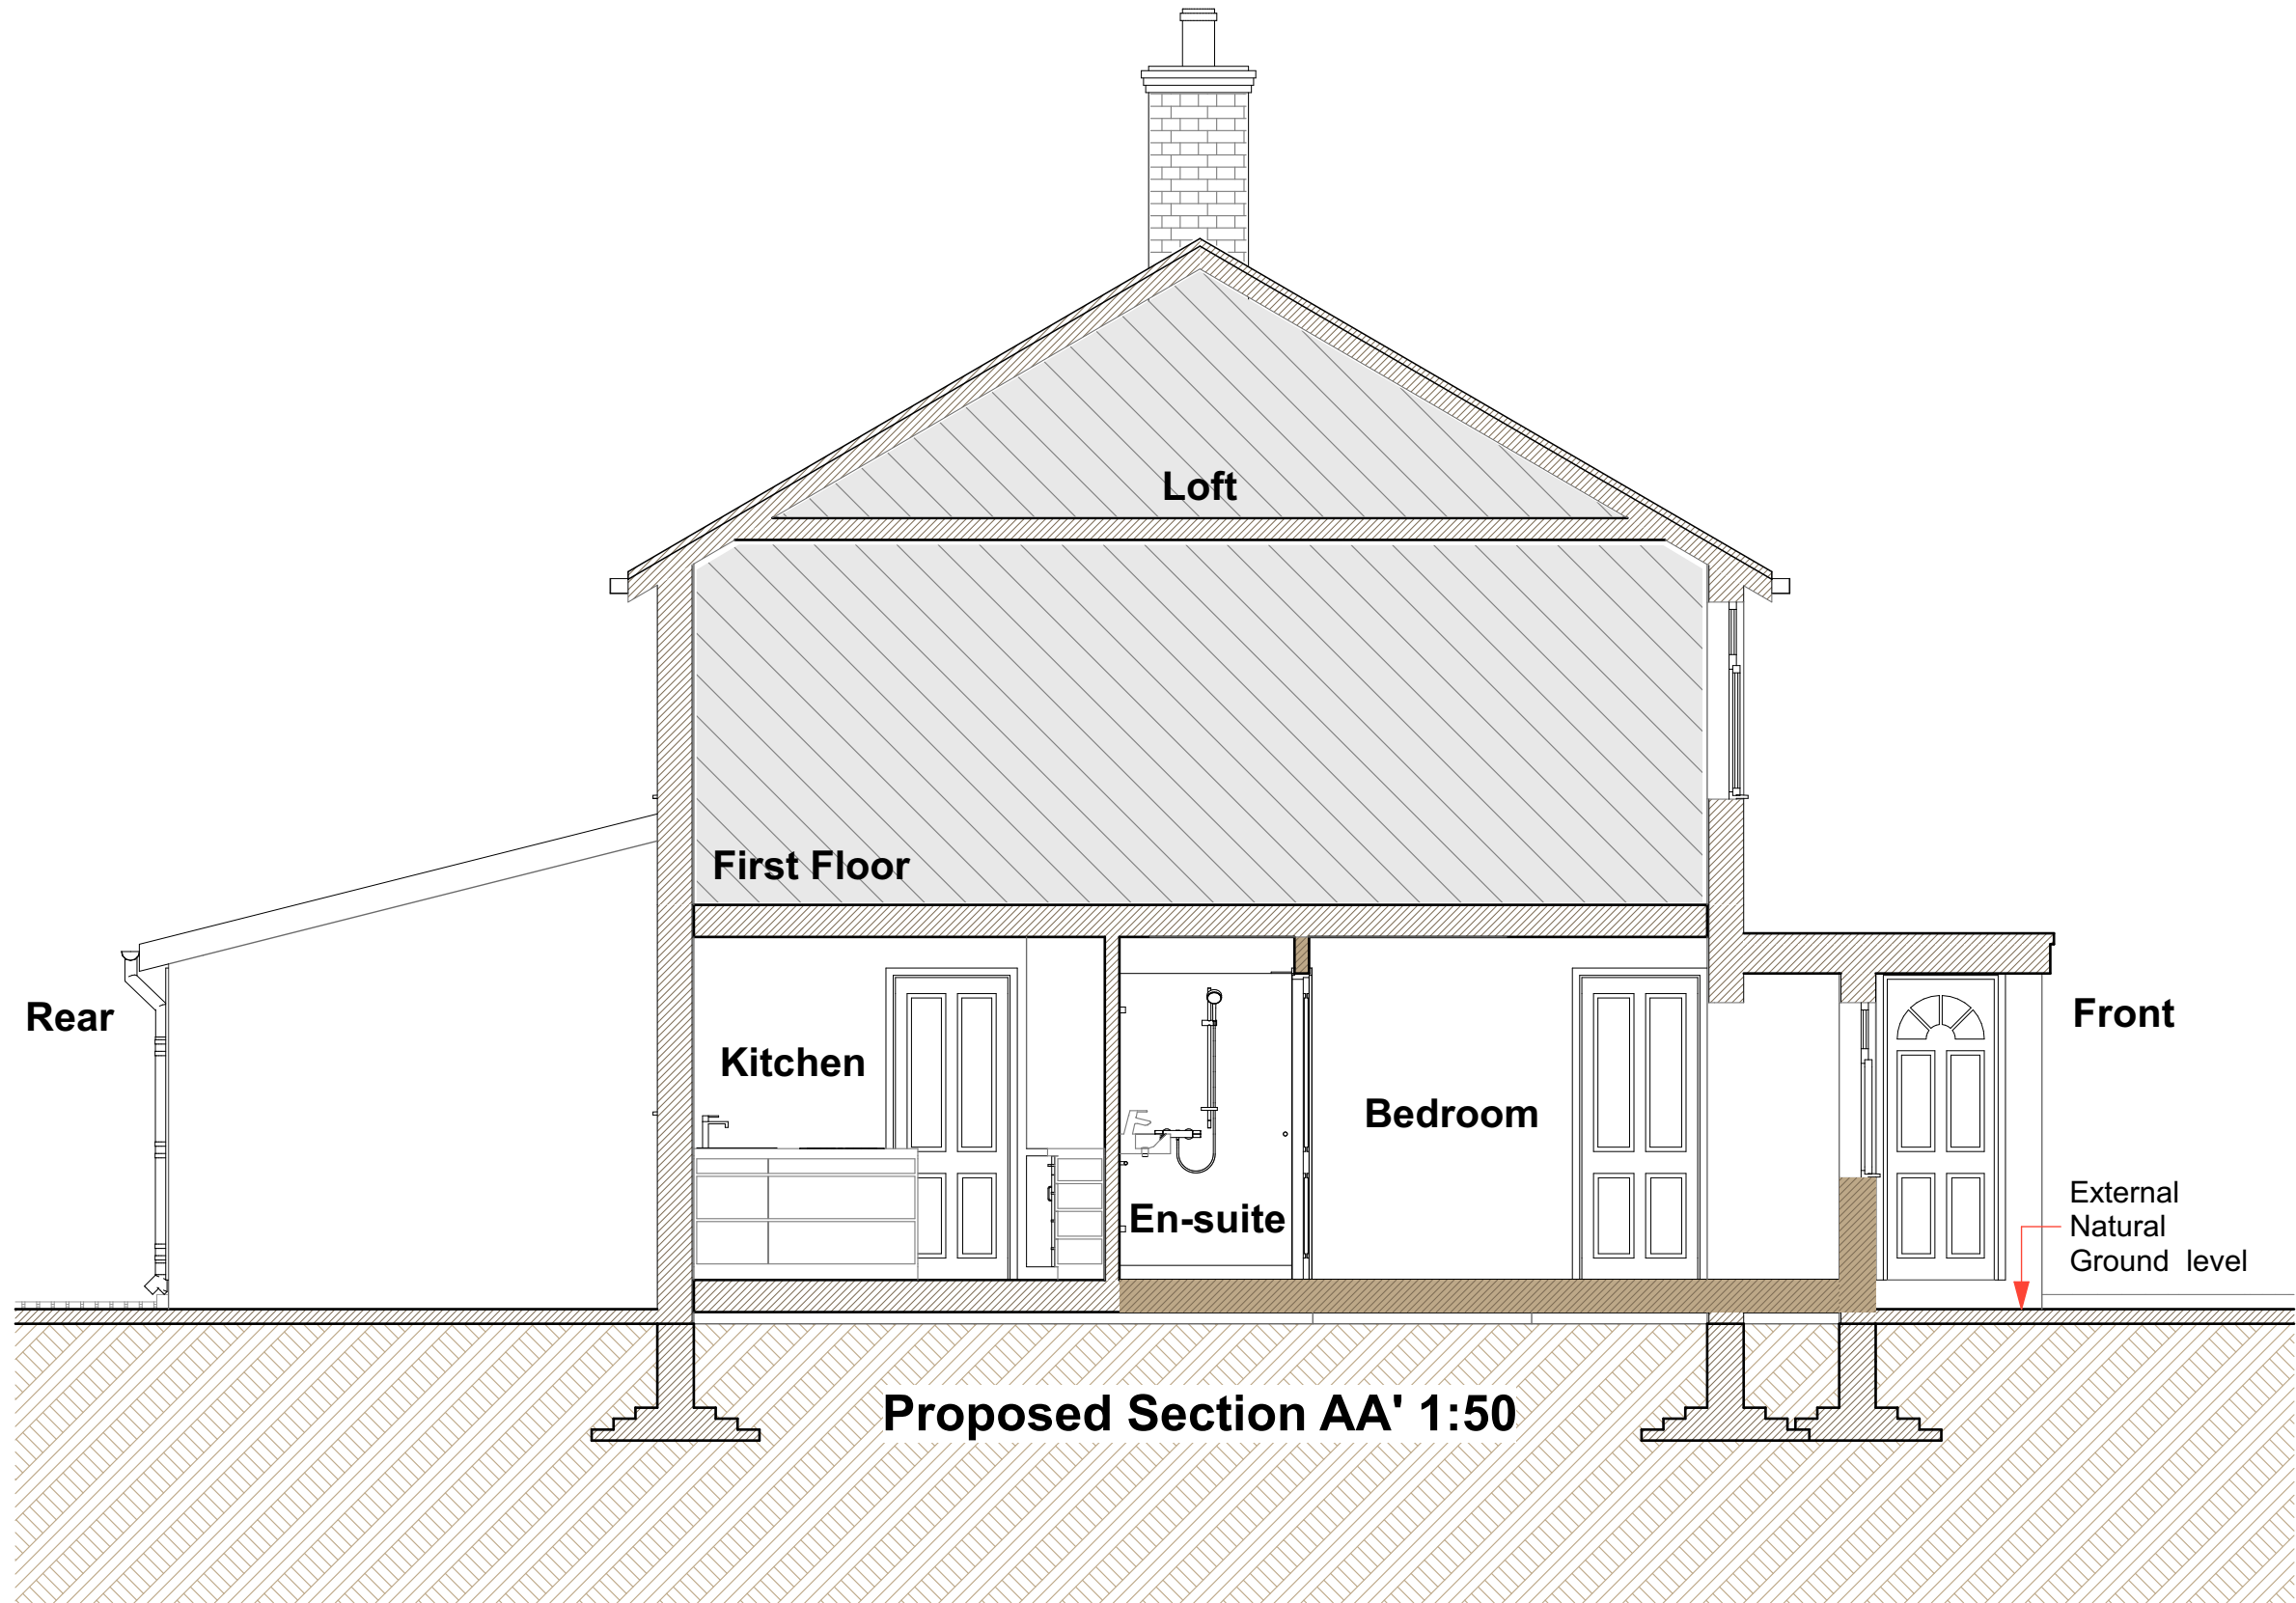 Loft
First Floor
Rear
Front
Kitchen
Bedroom
En-suite
External
Natural
Ground level
Proposed Section AA' 1:50